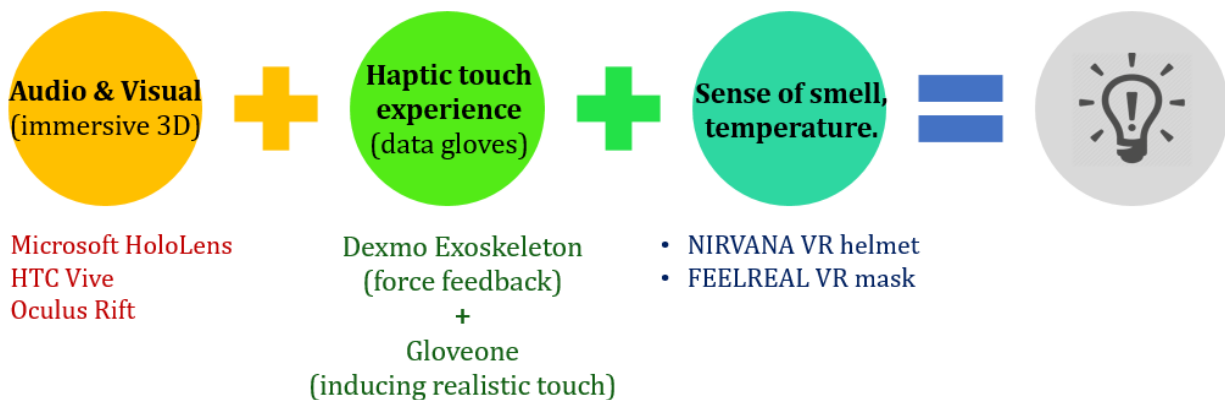 Audio & Visual
(immersive 3D)
Haptic touch
experience
(data gloves)
Sense of smell,
temperature.
Microsoft HoloLens
HTC Vive
Oculus Rift
Dexmo Exoskeleton
(force feedback)
+
Gloveone
(inducing realistic touch)
• NIRVANA VR helmet
• FEELREAL VR mask